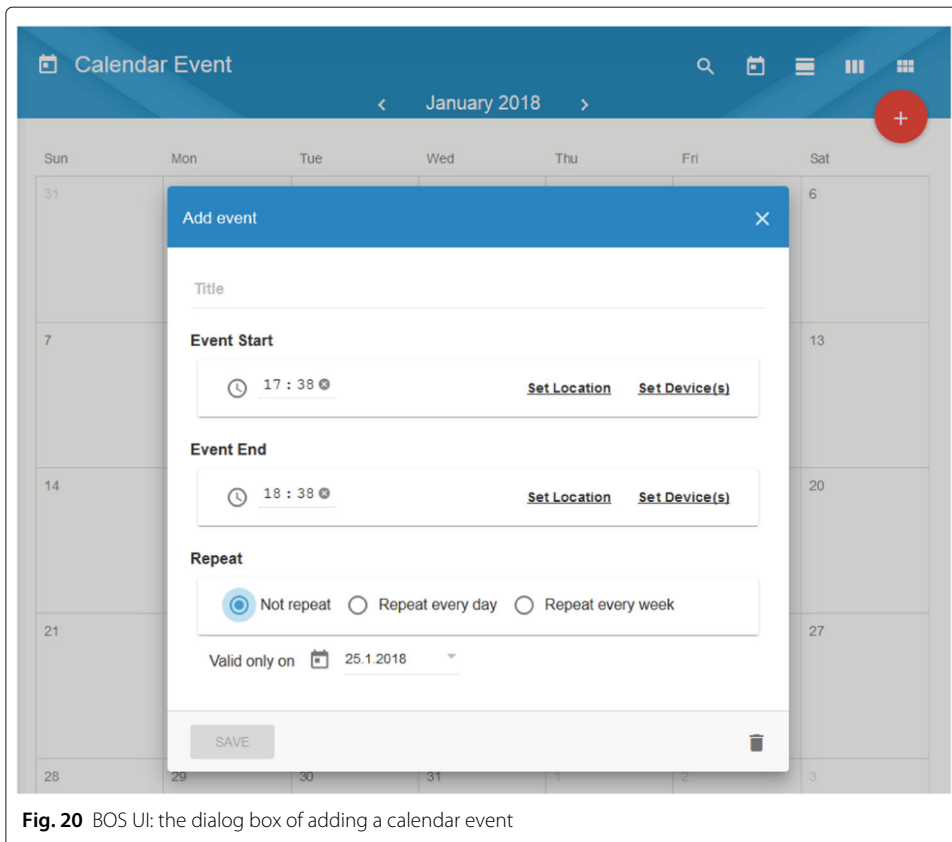 Calendar Event
January 2018
Sun Mon Tue Wed Thu Fri Sat
31 6
Add event
Title
7 13
Event Start
17 : 38
Set Location Set Device(s)
Event End
14 20
18 : 38
Set Location Set Device(s)
Repeat
Not repeat Repeat every day Repeat every week
21 27
Valid only on 25.1.2018
SAVE
28 29 30 31 1 2 3
Fig. 20 BOS UI: the dialog box of adding a calendar event